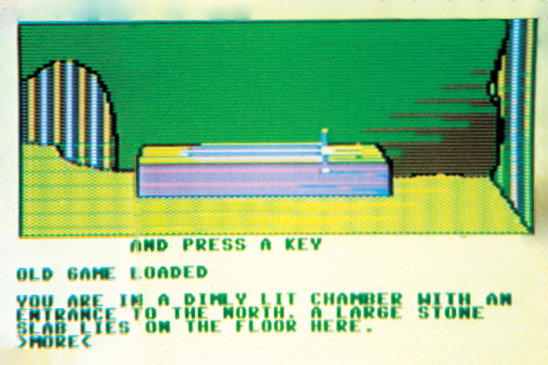 AND PRESS A KEY
OLD GAME LOADED
YOU ARE IN A DIMLY LIT CHAMBER WITH AN
ENTRANCE TO THE NORTH. A LARGE STONE
SLAB LIES ON THE FLOOR HERE.
>MORE<